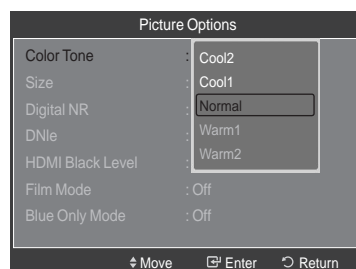 Picture Options
Color Tone : Cool2
Size : Cool1
Digital NR : Normal
DNIe : Warm1
HDMI Black Level : Warm2
Film Mode : Off
Blue Only Mode : Off
Move Enter Return